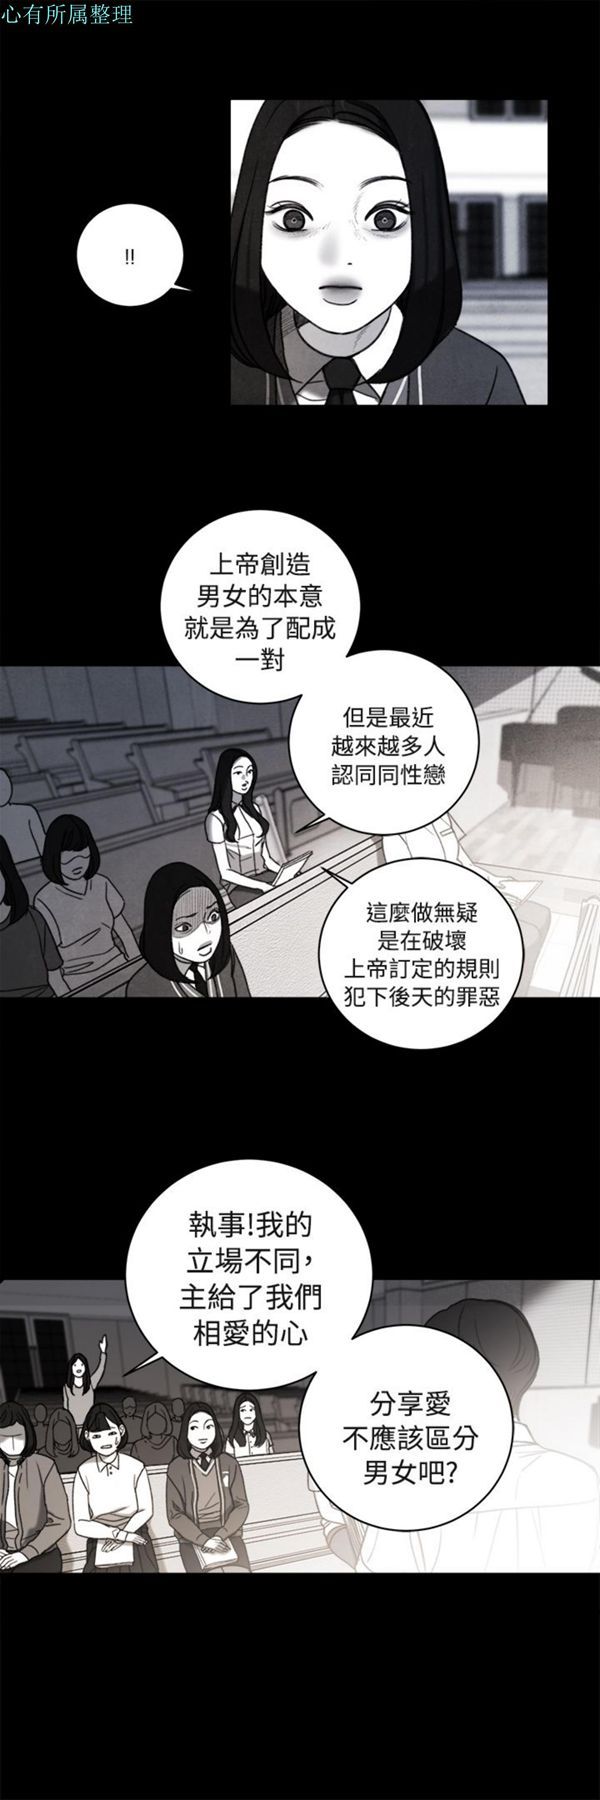 心有所属整理
!!
上帝創造
男女的本意
就是為了配成
一對
但是最近
越來越多人
認同同性戀
這麼做無疑
是在破壞
上帝訂定的規則
犯下後天的罪惡
執事!我的
立場不同，
主給了我們
相愛的心
分享愛
不應該區分
男女吧?